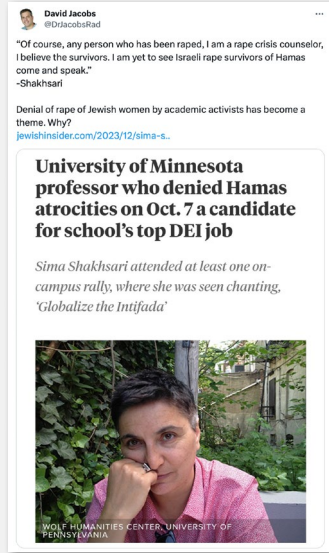 David Jacobs
@DrJacobsRad
“Of course, any person who has been raped, I am a rape crisis counselor,
I believe the survivors. I am yet to see Israeli rape survivors of Hamas
come and speak.”
-Shakhsari
Denial of rape of Jewish women by academic activists has become a
theme. Why?
jewishinsider.com/2023/12/sima-s..
University of Minnesota
professor who denied Hamas
atrocities on Oct. 7 a candidate
for school’s top DEI job
Sima Shakhsari attended at least one on-
campus rally, where she was seen chanting,
‘Globalize the Intifada’
WOLF HUMANITIES CENTER, UNIVERSITY OF
PENNSYLVANIA